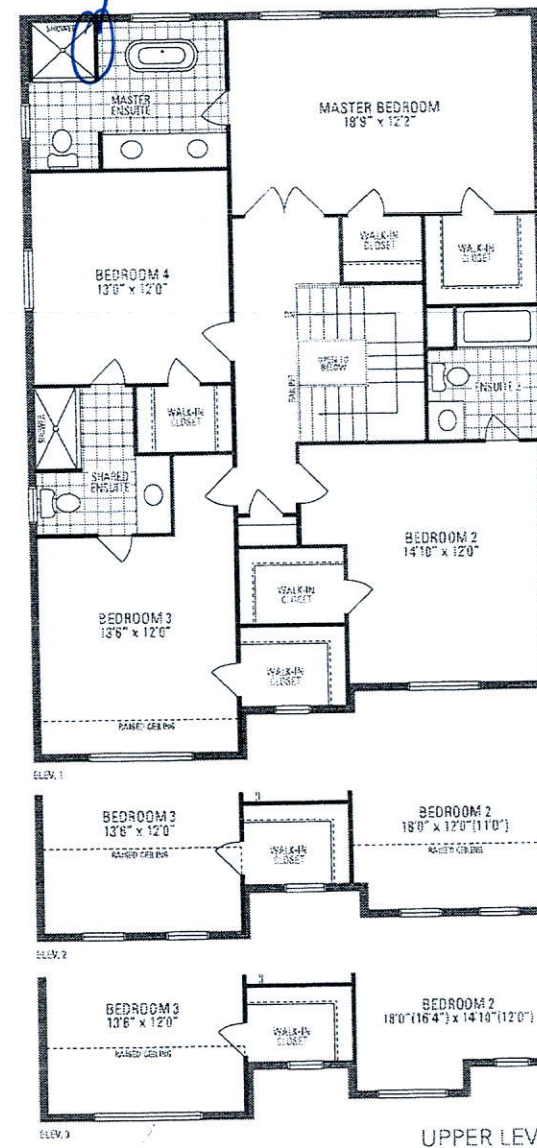 SHOWER
MASTER
ENSUITE
MASTER BEDROOM
18'9" x 12'2"
WALK-IN
CLOSET
WALK-IN
CLOSET
BEDROOM 4
13'0" x 12'0"
DN
OPEN TO
BELOW
RAILING
ENSUITE 2
WALK-IN
CLOSET
SHOWER
SHARED
ENSUITE
BEDROOM 2
14'10" x 12'0"
WALK-IN
CLOSET
BEDROOM 3
13'6" x 12'0"
WALK-IN
CLOSET
RAISED CEILING
ELEV. 1
BEDROOM 3
13'6" x 12'0"
RAISED CEILING
WALK-IN
CLOSET
BEDROOM 2
18'0" x 12'0"(11'0")
RAISED CEILING
ELEV. 2
BEDROOM 3
13'6" x 12'0"
RAISED CEILING
WALK-IN
CLOSET
BEDROOM 2
18'0"(16'4") x 14'10"(12'0")
ELEV. 3
UPPER LEV